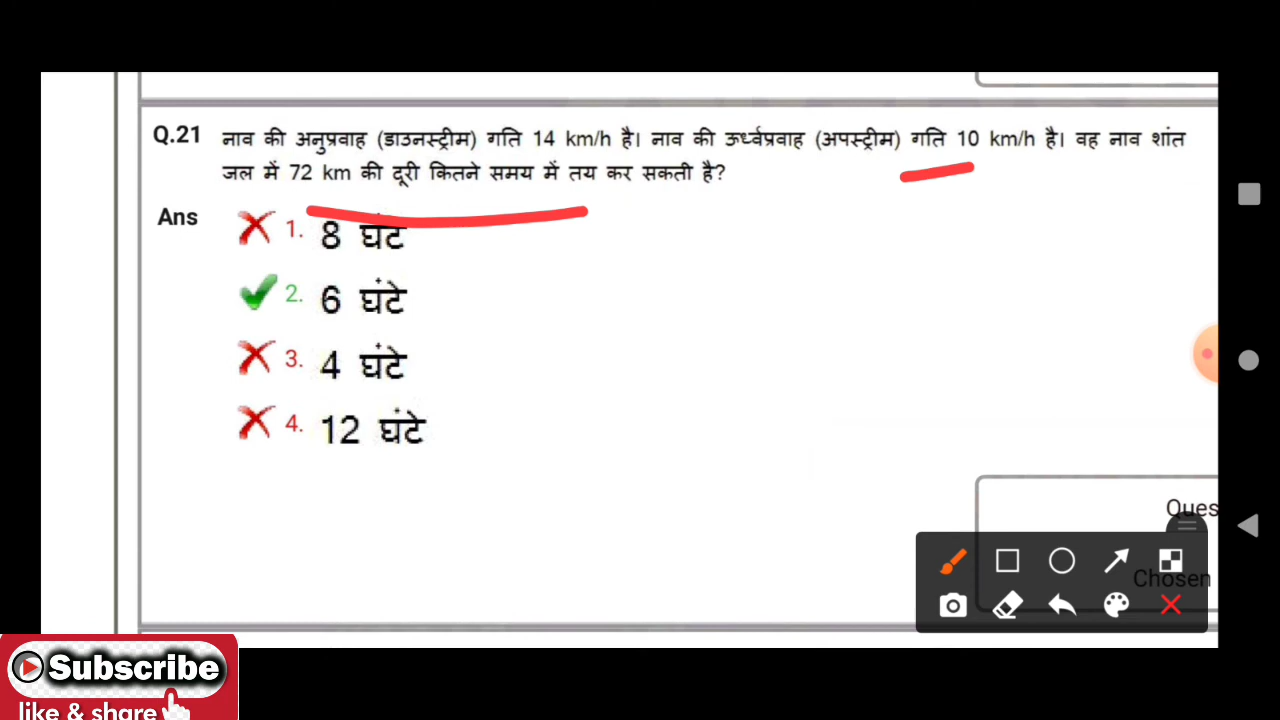 Q.21 नाव की अनुप्रवाह (डाउनस्ट्रीम) गति 14 km/h है। नाव की ऊर्ध्वप्रवाह (अपस्ट्रीम) गति 10 km/h है। वह नाव शांत
जल में 72 km की दूरी कितने समय में तय कर सकती है?
Ans 1. 8 घंटे
2. 6 घंटे
3. 4 घंटे
4. 12 घंटे
Ques
Chosen
Subscribe
like & share